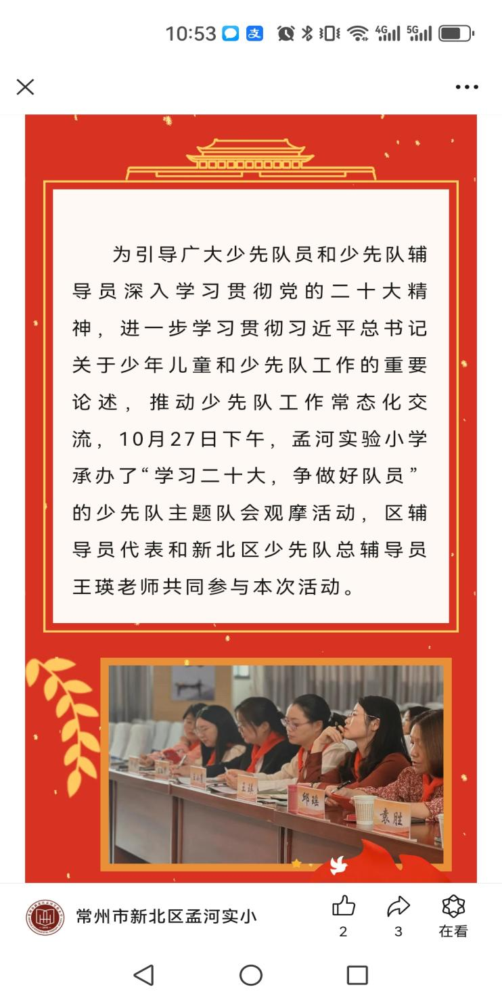 10:53
支
4G
5G
为引导广大少先队员和少先队辅
导员深入学习贯彻党的二十大精
神，进一步学习贯彻习近平总书记
关于少年儿童和少先队工作的重要
论述，推动少先队工作常态化交
流，10月27日下午，孟河实验小学
承办了“学习二十大，争做好队员”
的少先队主题队会观摩活动，区辅
导员代表和新北区少先队总辅导员
王瑛老师共同参与本次活动。
王瑛
邱瑶
袁胜
常州市新北区孟河实小
2
3
在看